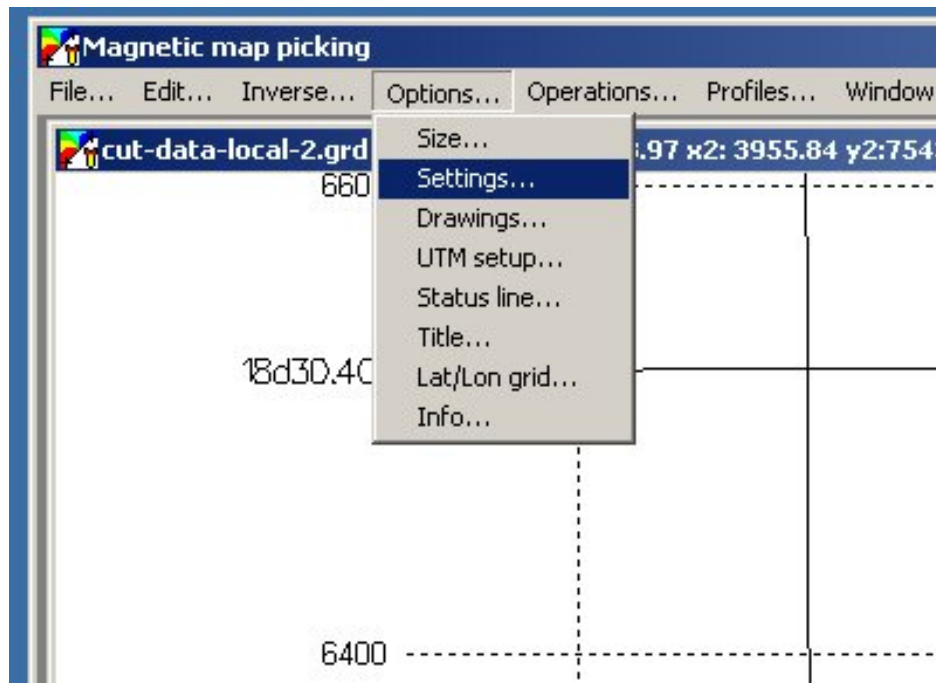 Magnetic map picking
File... Edit... Inverse... Options... Operations... Profiles... Window
cut-data-local-2.grd .97 x2: 3955.84 y2:754
Size...
Settings...
Drawings...
UTM setup...
Status line...
Title...
Lat/Lon grid...
Info...
660
18d30.40
6400